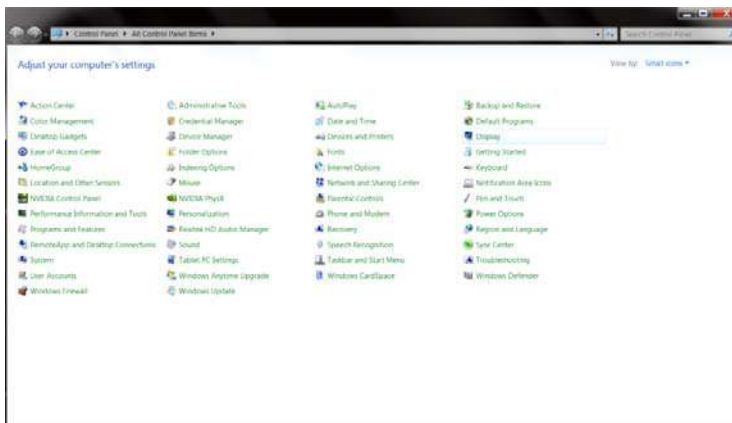 Control Panel All Control Panel Items Search Control Panel
Adjust your computer's settings View by: Small icons
Action Center Administrative Tools AutoPlay Backup and Restore
Color Management Credential Manager Date and Time Default Programs
Desktop Gadgets Device Manager Devices and Printers Display
Ease of Access Center Folder Options Fonts Getting Started
HomeGroup Indexing Options Internet Options Keyboard
Location and Other Sensors Mouse Network and Sharing Center Notification Area Icons
NVIDIA Control Panel NVIDIA PhysX Parental Controls Pen and Touch
Performance Information and Tools Personalization Phone and Modem Power Options
Programs and Features Realtek HD Audio Manager Recovery Region and Language
RemoteApp and Desktop Connections Sound Speech Recognition Sync Center
System Tablet PC Settings Taskbar and Start Menu Troubleshooting
User Accounts Windows Anytime Upgrade Windows CardSpace Windows Defender
Windows Firewall Windows Update